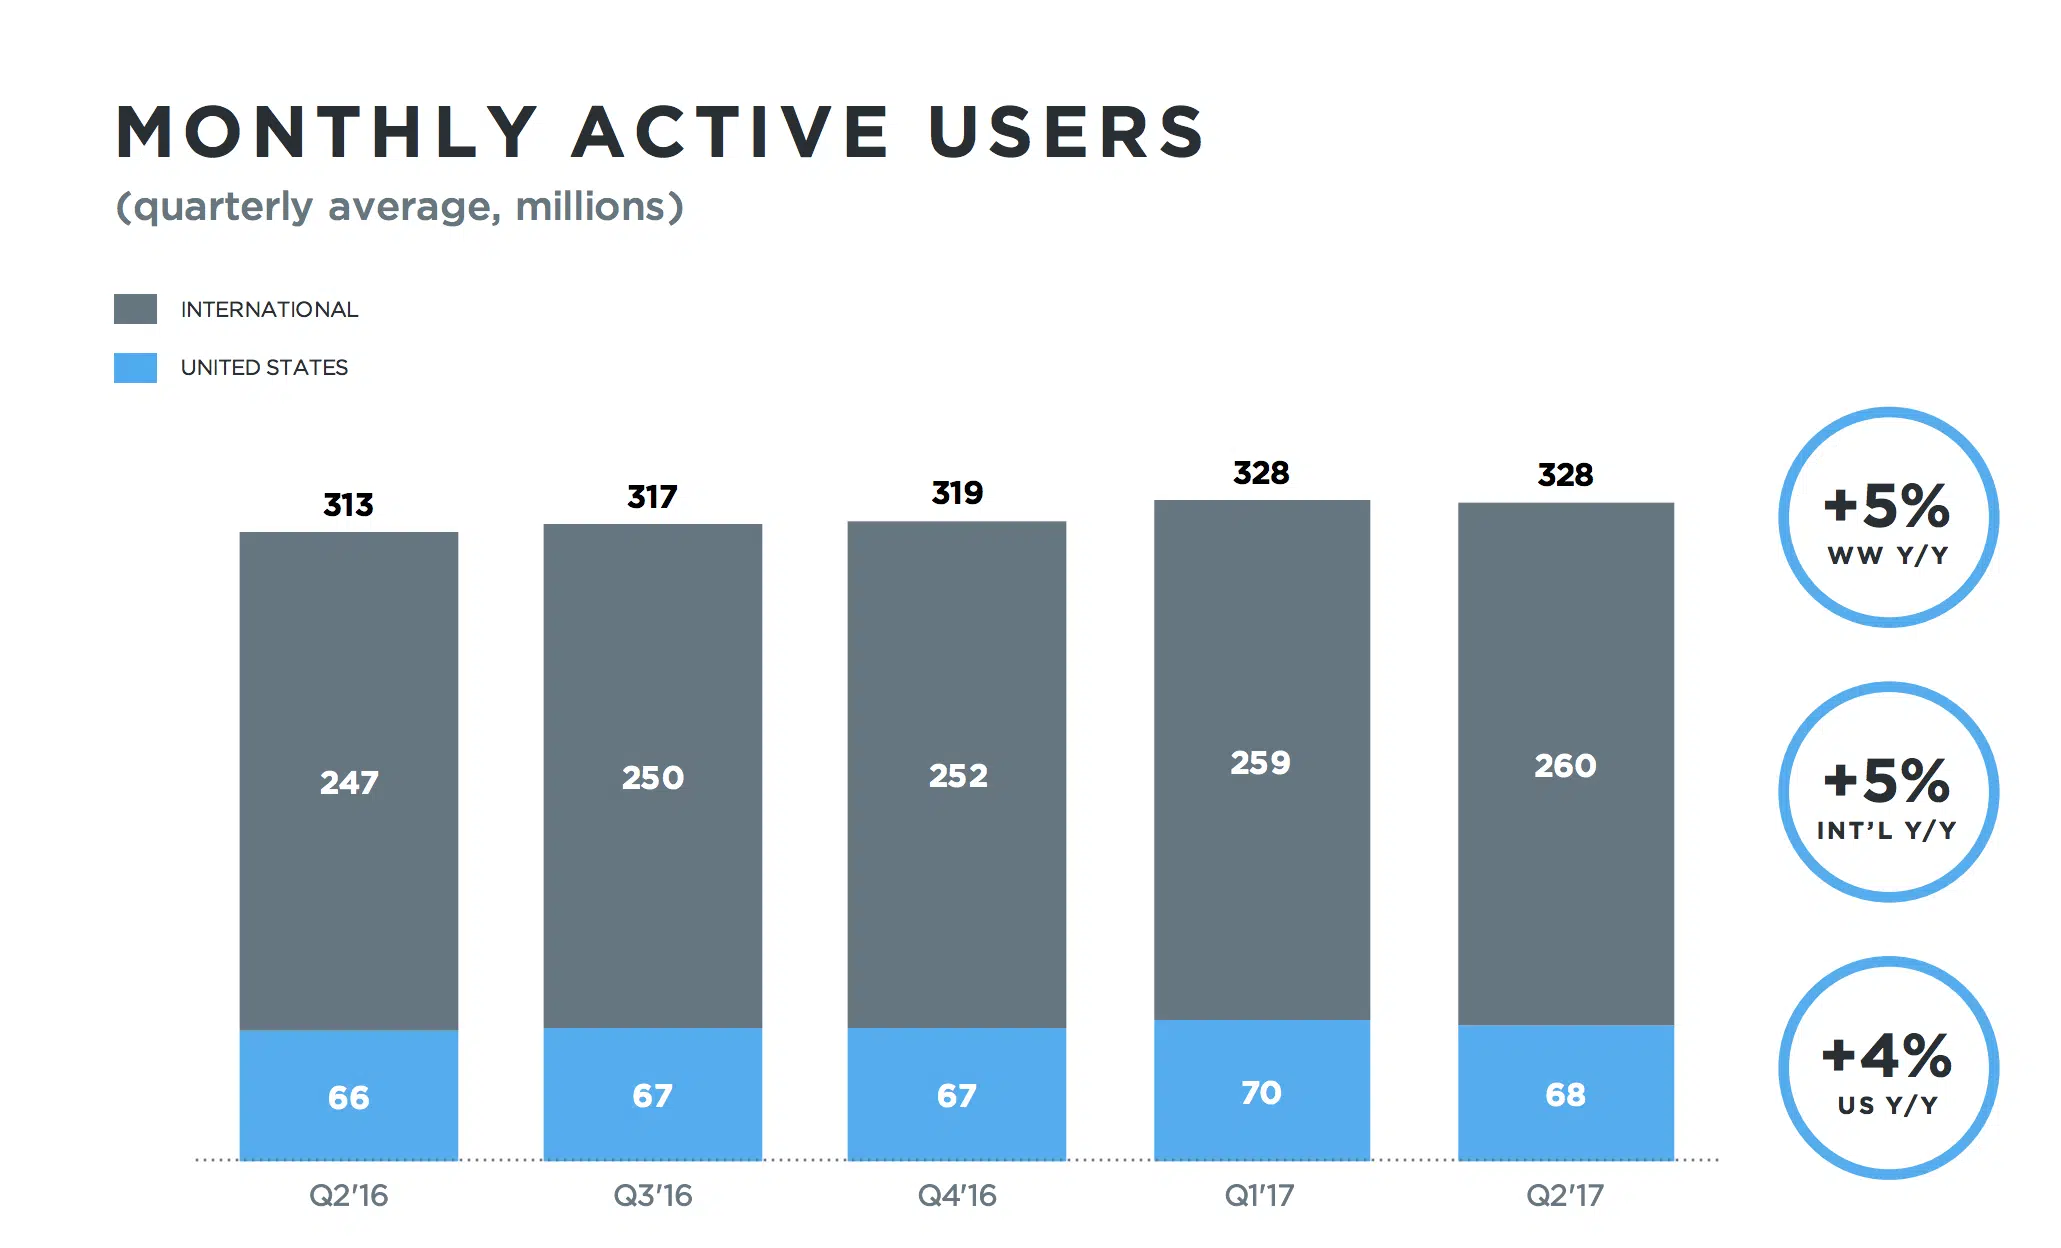 MONTHLY ACTIVE USERS
(quarterly average, millions)
INTERNATIONAL
UNITED STATES
313 317 319 328 328
247 250 252 259 260
66 67 67 70 68
Q2'16 Q3'16 Q4'16 Q1'17 Q2'17
+5%
WW Y/Y
+5%
INT'L Y/Y
+4%
US Y/Y